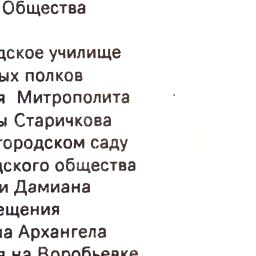 Общества
дское училище
ых полков
я Митрополита
ы Старичкова
городском саду
дского общества
и Дамиана
ещения
на Архангела
я на Воробьевке